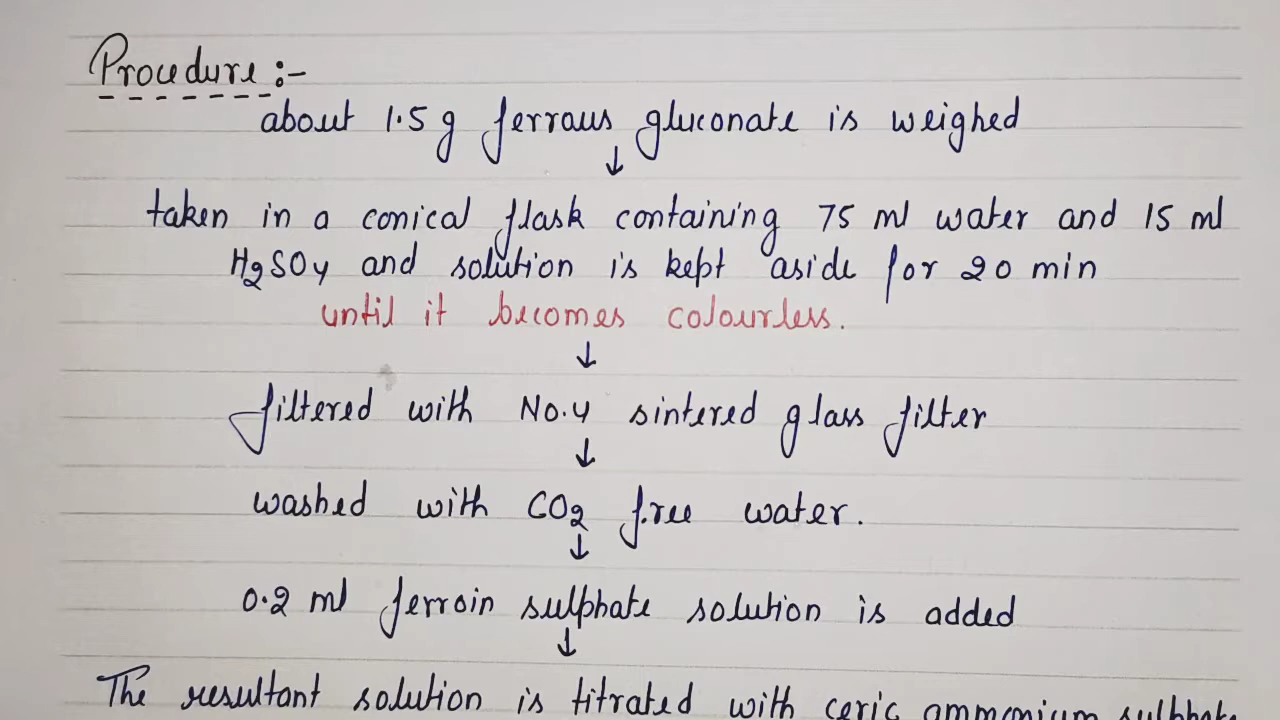 Procedure :-
about 1.5 g ferrous gluconate is weighed
↓
taken in a conical flask containing 75 ml water and 15 ml
H2SO4 and solution is kept aside for 20 min
until it becomes colourless.
↓
filtered with No.4 sintered glass filter
↓
washed with CO2 free water.
↓
0.2 ml ferroin sulphate solution is added
↓
The resultant solution is titrated with ceric ammonium sulphate